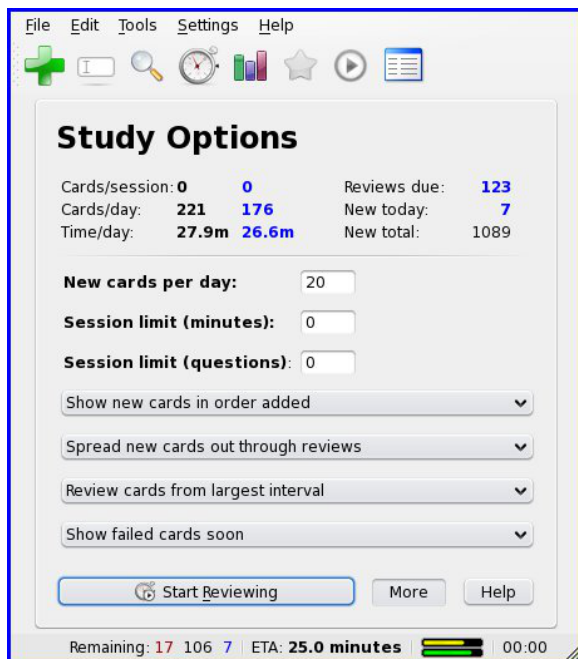 File Edit Tools Settings Help
Study Options
Cards/session: 0 0 Reviews due: 123
Cards/day: 221 176 New today: 7
Time/day: 27.9m 26.6m New total: 1089
New cards per day: 20
Session limit (minutes): 0
Session limit (questions): 0
Show new cards in order added
Spread new cards out through reviews
Review cards from largest interval
Show failed cards soon
Start Reviewing More Help
Remaining: 17 106 7 ETA: 25.0 minutes 00:00